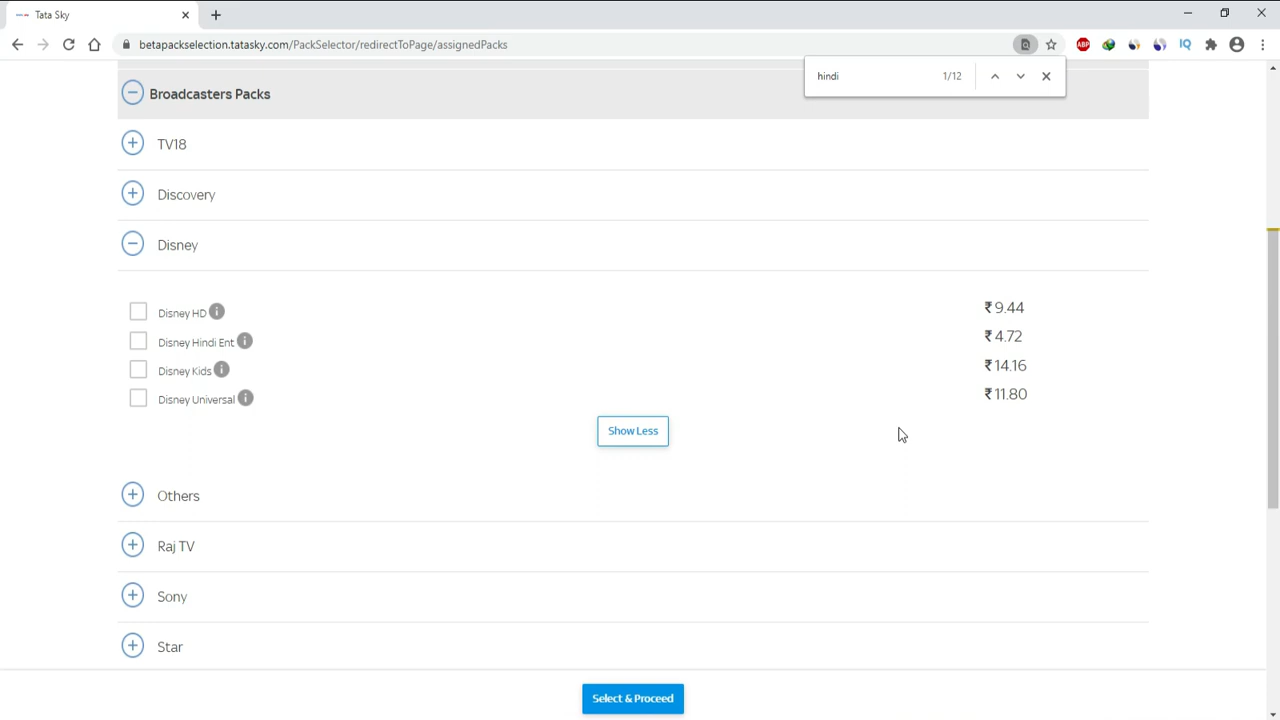 Tata Sky
betapackselection.tatasky.com/PackSelector/redirectToPage/assignedPacks
ABP
IQ
hindi 1/12
Broadcasters Packs
TV18
Discovery
Disney
Disney HD ₹ 9.44
Disney Hindi Ent ₹ 4.72
Disney Kids ₹ 14.16
Disney Universal ₹ 11.80
Show Less
Others
Raj TV
Sony
Star
Select & Proceed